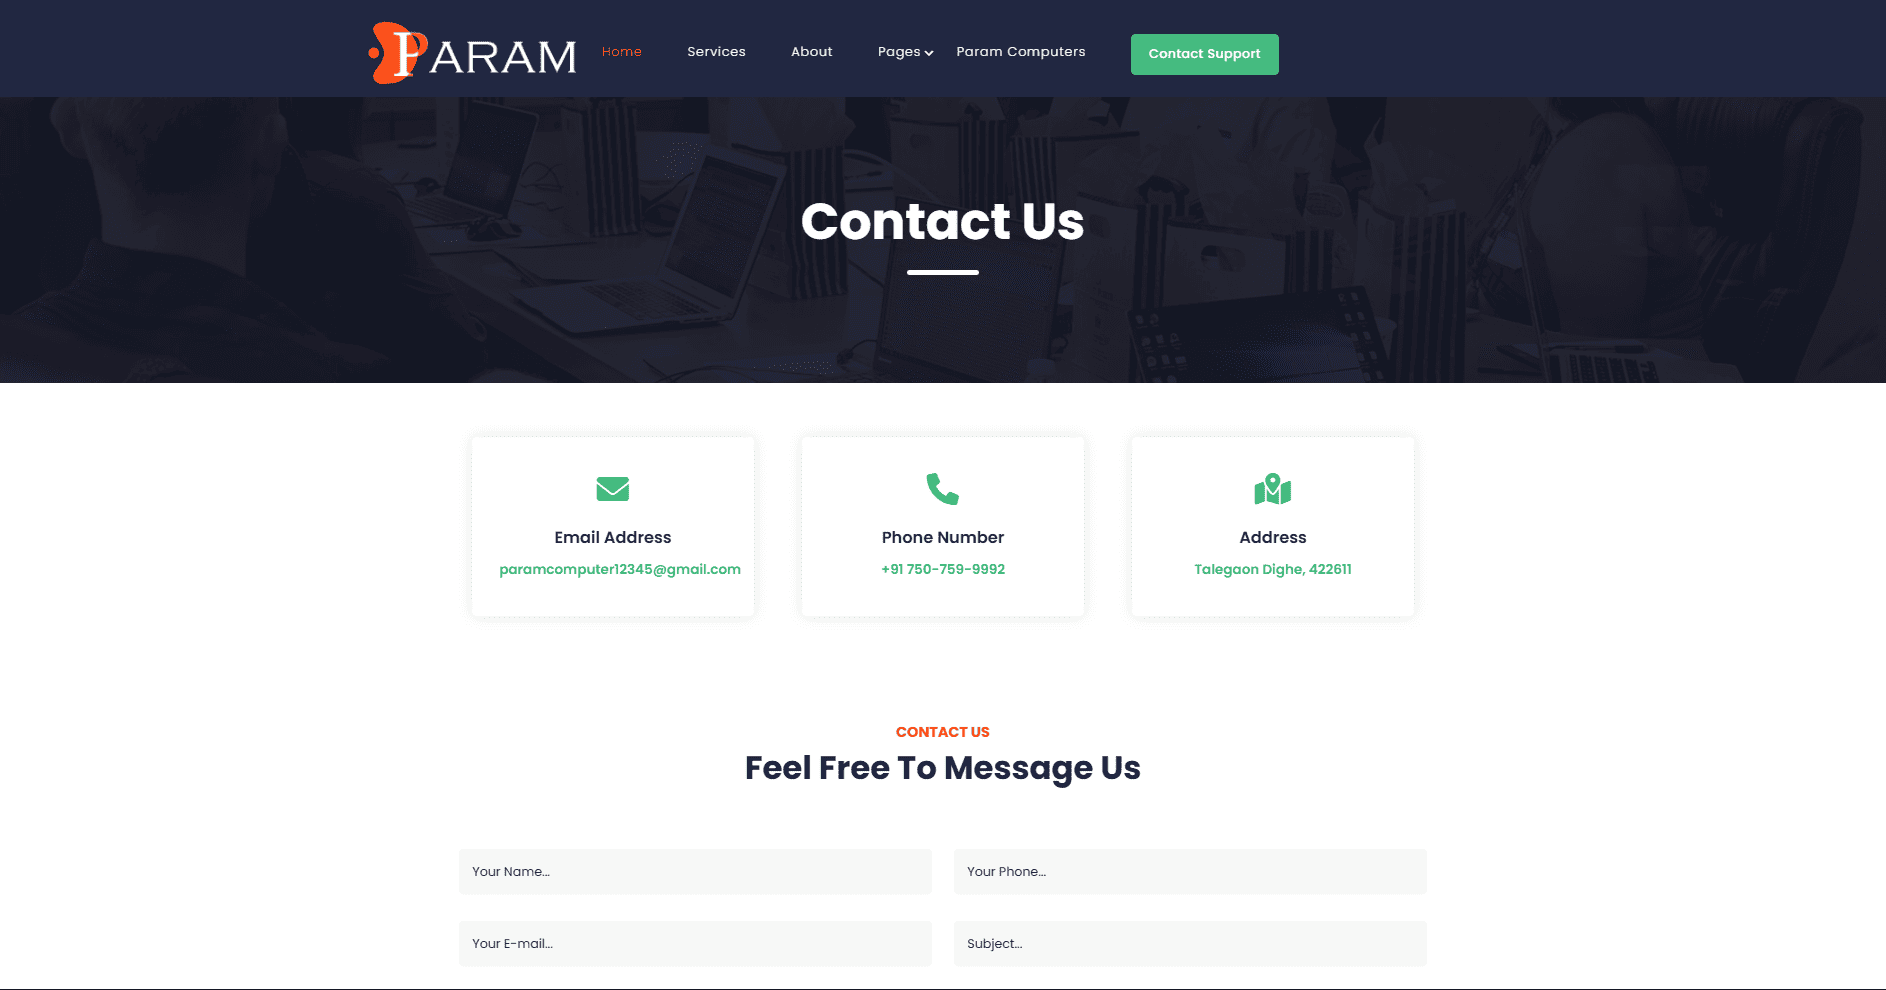 PARAM
Home Services About Pages Param Computers Contact Support
Contact Us
Email Address
paramcomputer12345@gmail.com
Phone Number
+91 750-759-9992
Address
Talegaon Dighe, 422611
CONTACT US
Feel Free To Message Us
Your Name...
Your Phone...
Your E-mail...
Subject...